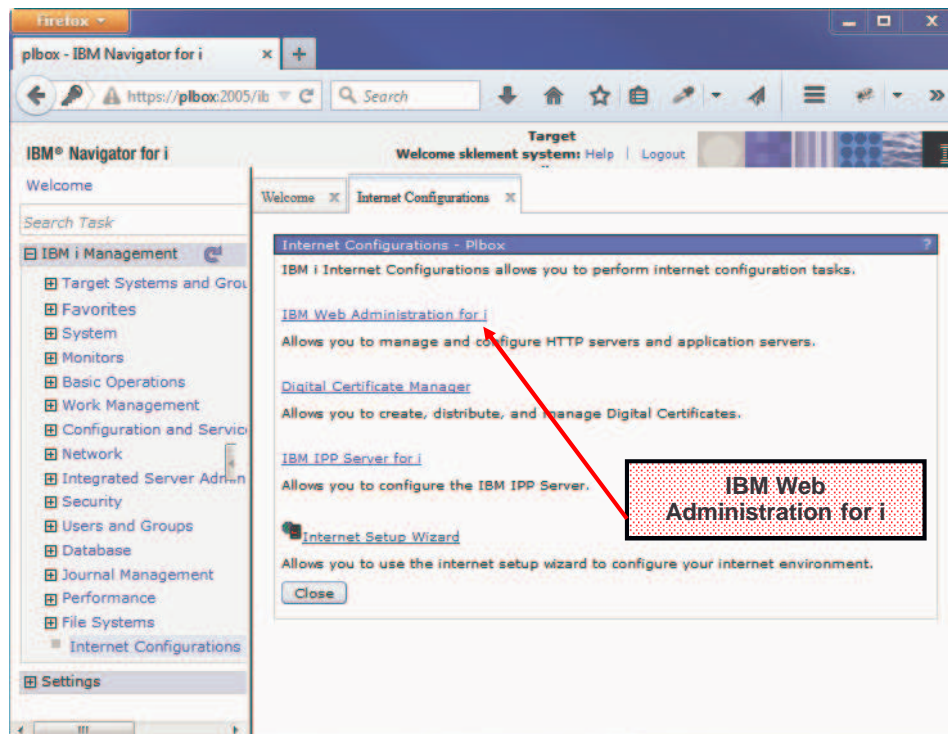 Firefox
plbox - IBM Navigator for i
https://plbox:2005/ib
Search
IBM® Navigator for i
Target
Welcome sklement system: Help | Logout
Welcome
Search Task
IBM i Management
Target Systems and Grou
Favorites
System
Monitors
Basic Operations
Work Management
Configuration and Servic
Network
Integrated Server Admin
Security
Users and Groups
Database
Journal Management
Performance
File Systems
Internet Configurations
Settings
Welcome
Internet Configurations
Internet Configurations - Plbox ?
IBM i Internet Configurations allows you to perform internet configuration tasks.
IBM Web Administration for i
Allows you to manage and configure HTTP servers and application servers.
Digital Certificate Manager
Allows you to create, distribute, and manage Digital Certificates.
IBM IPP Server for i
Allows you to configure the IBM IPP Server.
IBM Web
Administration for i
Internet Setup Wizard
Allows you to use the internet setup wizard to configure your internet environment.
Close